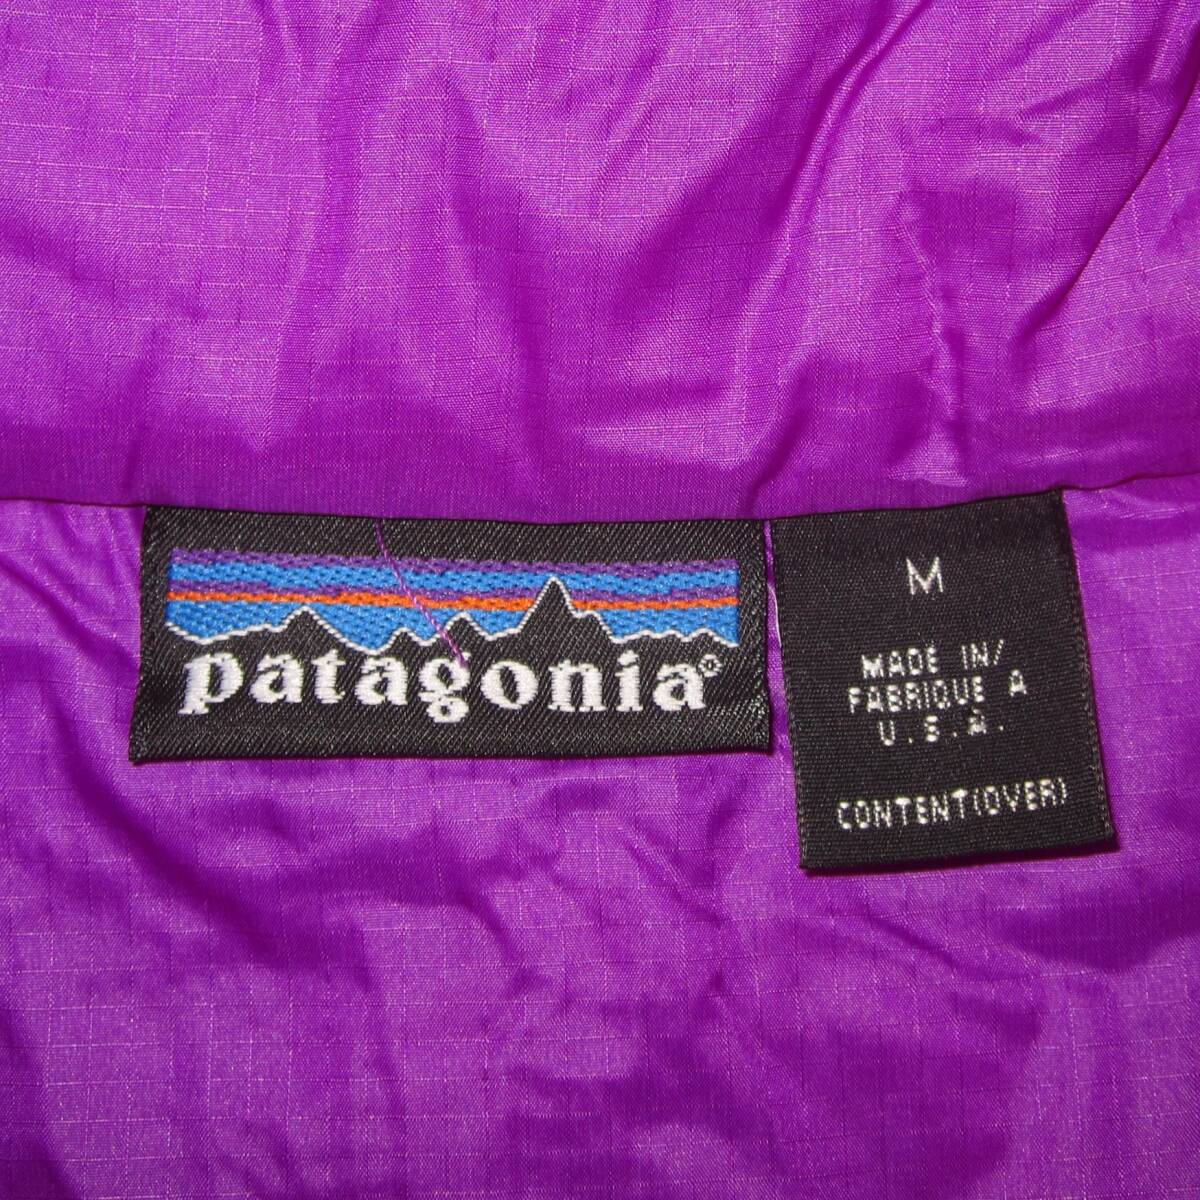 patagonia®
M
MADE IN/
FABRIQUE A
U.S.A.
CONTENT(OVER)